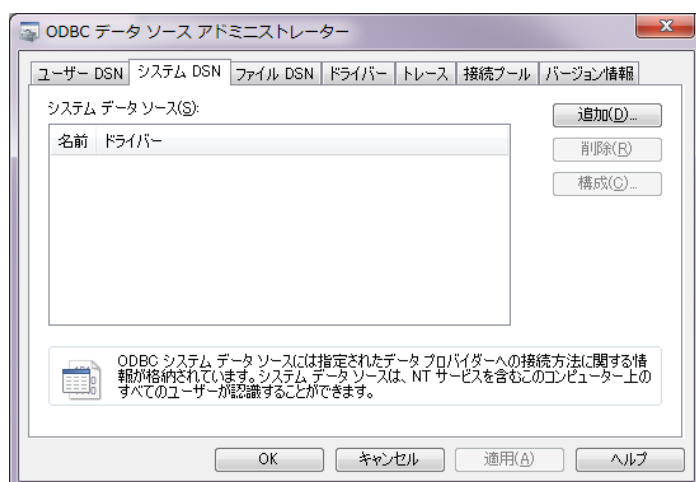 ODBC データ ソース アドミニストレーター
ユーザー DSN システム DSN ファイル DSN ドライバー トレース 接続プール バージョン情報
システム データ ソース(S):
追加(D)...
名前 ドライバー
削除(R)
構成(C)...
ODBC システム データ ソースには指定されたデータ プロバイダーへの接続方法に関する情
報が格納されています。システム データ ソースは、NT サービスを含むこのコンピューター上の
すべてのユーザーが認識することができます。
OK キャンセル 適用(A) ヘルプ